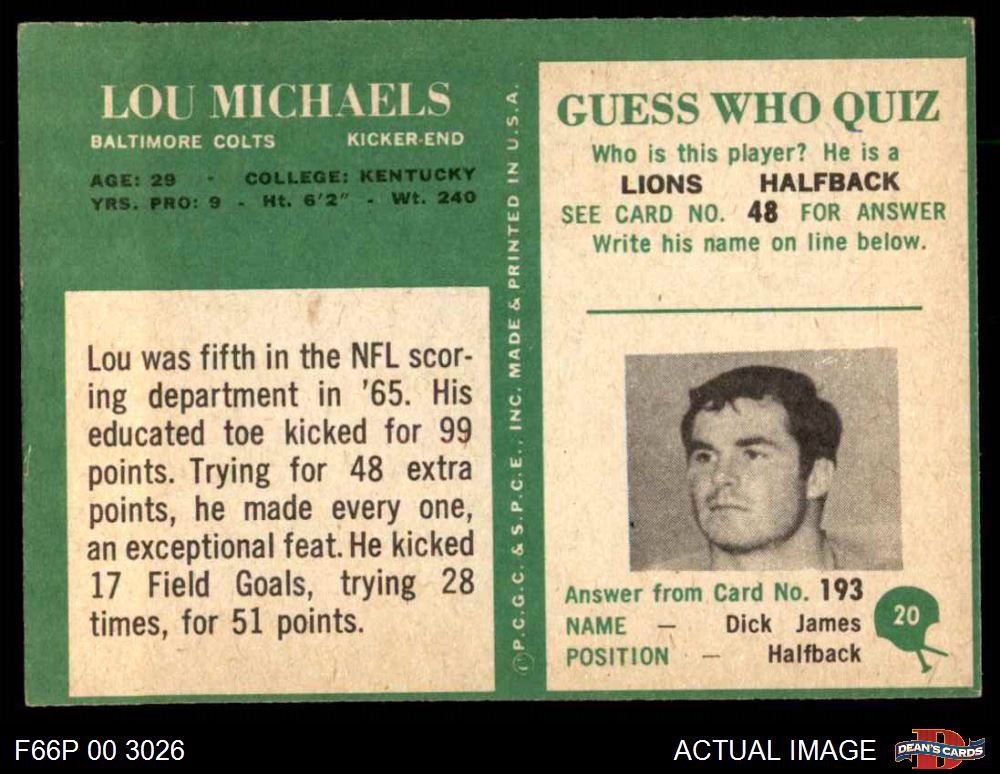 LOU MICHAELS
BALTIMORE COLTS KICKER-END
AGE: 29 - COLLEGE: KENTUCKY
YRS. PRO: 9 - Ht. 6'2" - Wt. 240
Lou was fifth in the NFL scor-
ing department in '65. His
educated toe kicked for 99
points. Trying for 48 extra
points, he made every one,
an exceptional feat. He kicked
17 Field Goals, trying 28
times, for 51 points.
©P.C.G.C. & S.P.C.E., INC. MADE & PRINTED IN U.S.A.
GUESS WHO QUIZ
Who is this player? He is a
LIONS HALFBACK
SEE CARD NO. 48 FOR ANSWER
Write his name on line below.
Answer from Card No. 193
NAME — Dick James
POSITION — Halfback
20
F66P 00 3026
ACTUAL IMAGE
D
DEAN'S CARDS